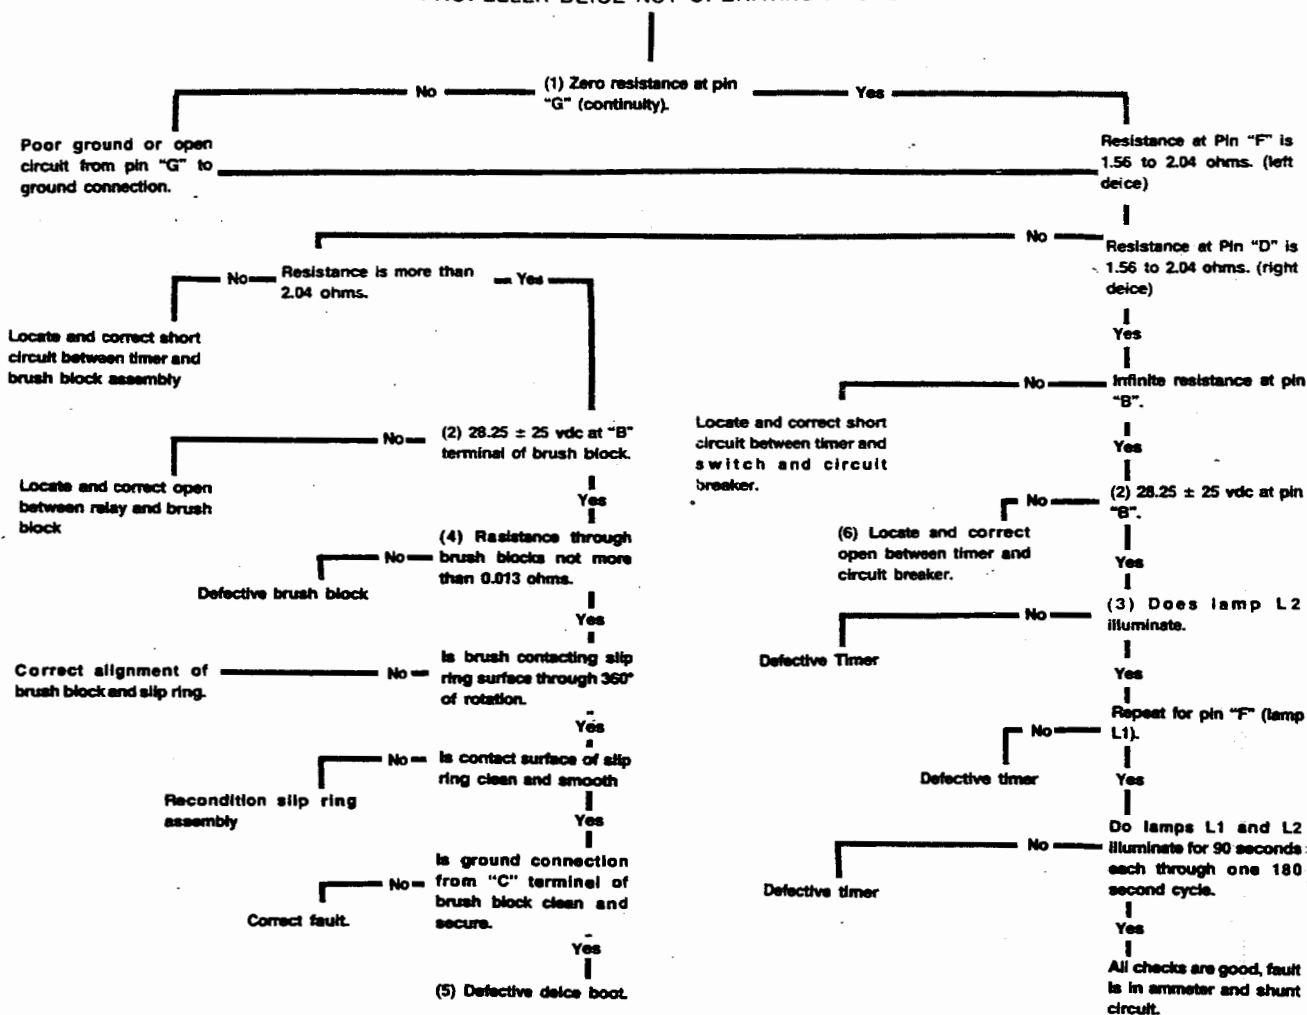 No
(1) Zero resistance at pin
"G" (continuity).
Yes
Poor ground or open
circuit from pin "G" to
ground connection.
Resistance at Pin "F" is
1.56 to 2.04 ohms. (left
deice)
No
Resistance at Pin "D" is
1.56 to 2.04 ohms. (right
deice)
No
Resistance is more than
2.04 ohms.
Yes
Locate and correct short
circuit between timer and
brush block assembly
Yes
No
Infinite resistance at pin
"B".
Locate and correct short
circuit between timer and
switch and circuit
breaker.
No
(2) 28.25 ± 25 vdc at "B"
terminal of brush block.
Yes
Locate and correct open
between relay and brush
block
Yes
No
(2) 28.25 ± 25 vdc at pin
"B".
(6) Locate and correct
open between timer and
circuit breaker.
No
(4) Rasistance through
brush blocks not more
than 0.013 ohms.
Defective brush block
Yes
Yes
No
(3) Does lamp L2
illuminate.
Defective Timer
Correct alignment of
brush block and slip ring.
No
Is brush contacting slip
ring surface through 360°
of rotation.
Yes
Yes
No
Repeat for pin "F" (lamp
L1).
Defective timer
No
Is contact surface of slip
ring clean and smooth
Recondition slip ring
assembly
Yes
Yes
No
Do lamps L1 and L2
illuminate for 90 seconds
each through one 180
second cycle.
Defective timer
No
Is ground connection
from "C" terminel of
brush block clean and
secure.
Correct fault.
Yes
Yes
(5) Defective deice boot.
All checks are good, fault
is in ammeter and shunt
circuit.